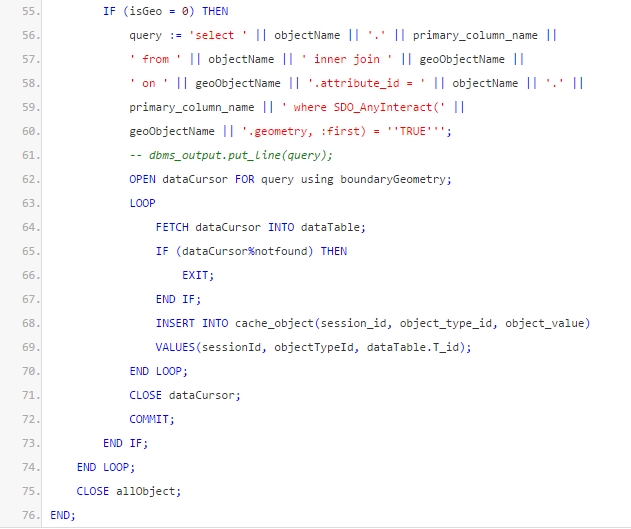 55. IF (isGeo = 0) THEN
56. query := 'select ' || objectName || '.' || primary_column_name ||
57. ' from ' || objectName || ' inner join ' || geoObjectName ||
58. ' on ' || geoObjectName || '.attribute_id = ' || objectName || '.' ||
59. primary_column_name || ' where SDO_AnyInteract(' ||
60. geoObjectName || '.geometry, :first) = ''TRUE''';
61. -- dbms_output.put_line(query);
62. OPEN dataCursor FOR query using boundaryGeometry;
63. LOOP
64. FETCH dataCursor INTO dataTable;
65. IF (dataCursor%notfound) THEN
66. EXIT;
67. END IF;
68. INSERT INTO cache_object(session_id, object_type_id, object_value)
69. VALUES(sessionId, objectTypeId, dataTable.T_id);
70. END LOOP;
71. CLOSE dataCursor;
72. COMMIT;
73. END IF;
74. END LOOP;
75. CLOSE allObject;
76. END;